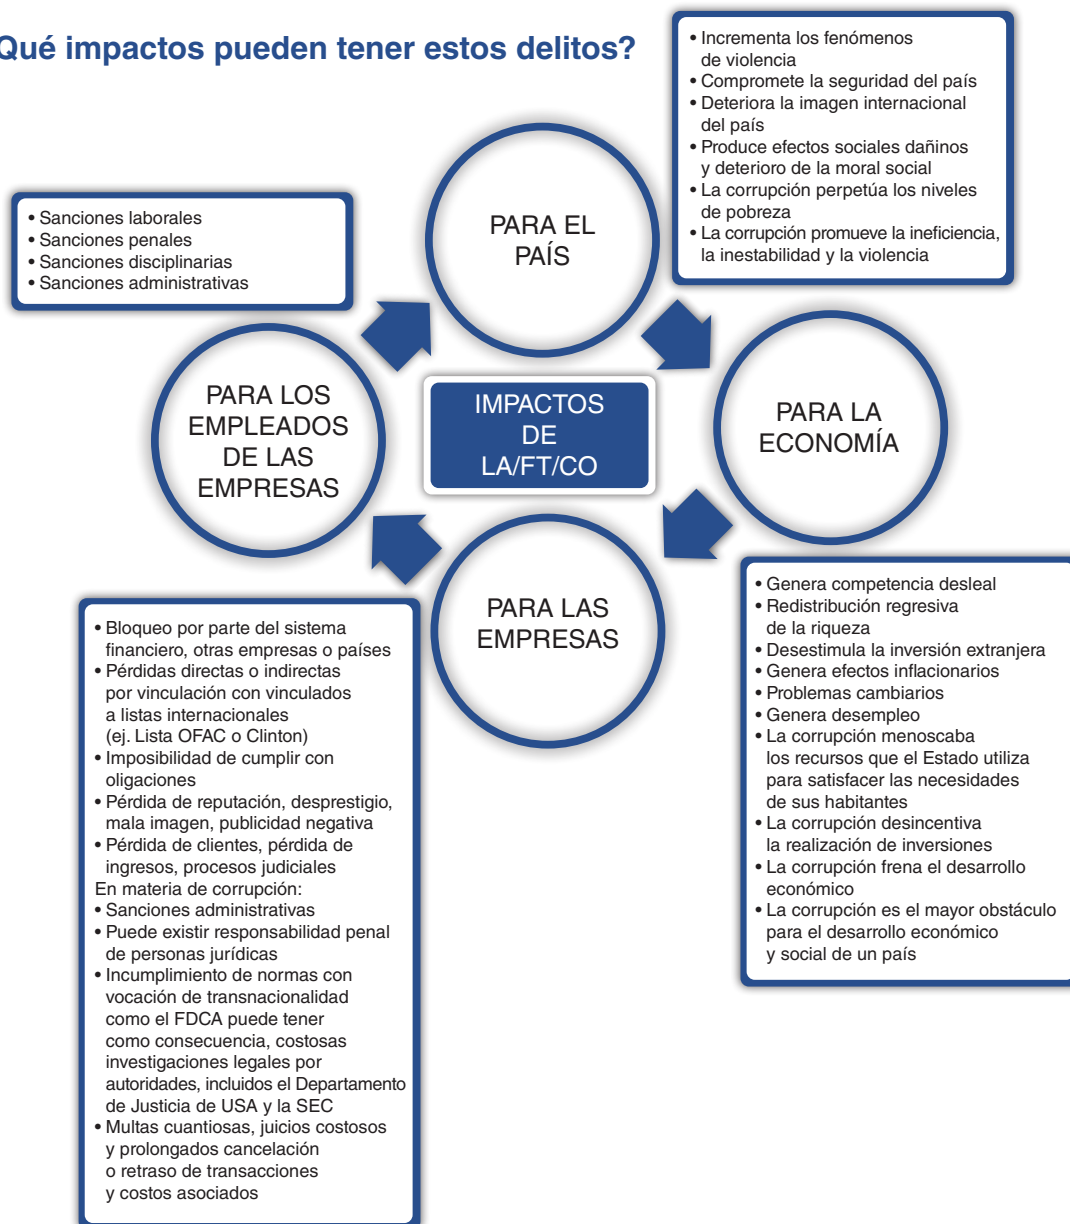 Qué impactos pueden tener estos delitos?
• Incrementa los fenómenos
de violencia
• Compromete la seguridad del país
• Deteriora la imagen internacional
del país
• Produce efectos sociales dañinos
y deterioro de la moral social
• La corrupción perpetúa los niveles
de pobreza
• La corrupción promueve la ineficiencia,
la inestabilidad y la violencia
PARA EL
PAÍS
• Sanciones laborales
• Sanciones penales
• Sanciones disciplinarias
• Sanciones administrativas
PARA LOS
EMPLEADOS
DE LAS
EMPRESAS
IMPACTOS
DE
LA/FT/CO
PARA LA
ECONOMÍA
PARA LAS
EMPRESAS
• Genera competencia desleal
• Redistribución regresiva
de la riqueza
• Desestimula la inversión extranjera
• Genera efectos inflacionarios
• Problemas cambiarios
• Genera desempleo
• La corrupción menoscaba
los recursos que el Estado utiliza
para satisfacer las necesidades
de sus habitantes
• La corrupción desincentiva
la realización de inversiones
• La corrupción frena el desarrollo
económico
• La corrupción es el mayor obstáculo
para el desarrollo económico
y social de un país
• Bloqueo por parte del sistema
financiero, otras empresas o países
• Pérdidas directas o indirectas
por vinculación con vinculados
a listas internacionales
(ej. Lista OFAC o Clinton)
• Imposibilidad de cumplir con
oligaciones
• Pérdida de reputación, desprestigio,
mala imagen, publicidad negativa
• Pérdida de clientes, pérdida de
ingresos, procesos judiciales
En materia de corrupción:
• Sanciones administrativas
• Puede existir responsabilidad penal
de personas jurídicas
• Incumplimiento de normas con
vocación de transnacionalidad
como el FDCA puede tener
como consecuencia, costosas
investigaciones legales por
autoridades, incluidos el Departamento
de Justicia de USA y la SEC
• Multas cuantiosas, juicios costosos
y prolongados cancelación
o retraso de transacciones
y costos asociados